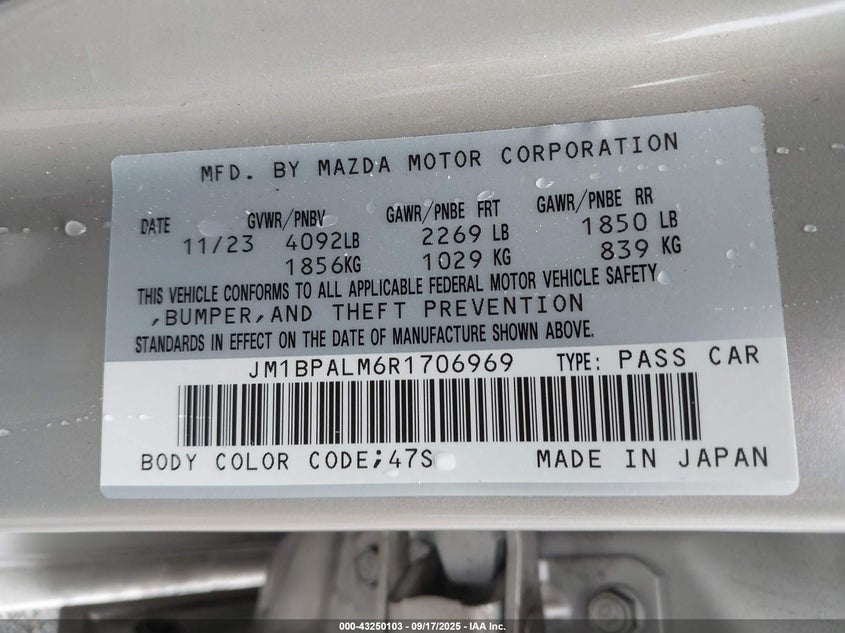 MFD. BY MAZDA MOTOR CORPORATION
DATE GVWR/PNBV GAWR/PNBE FRT GAWR/PNBE RR
11/23 4092LB 2269 LB 1850 LB
1856KG 1029 KG 839 KG
THIS VEHICLE CONFORMS TO ALL APPLICABLE FEDERAL MOTOR VEHICLE SAFETY
,BUMPER,AND THEFT PREVENTION
STANDARDS IN EFFECT ON THE DATE OF MANUFACTURE SHOWN ABOVE.
JM1BPALM6R1706969 TYPE: PASS CAR
BODY COLOR CODE;47S MADE IN JAPAN
000-43250103 - 09/17/2025 - IAA Inc.